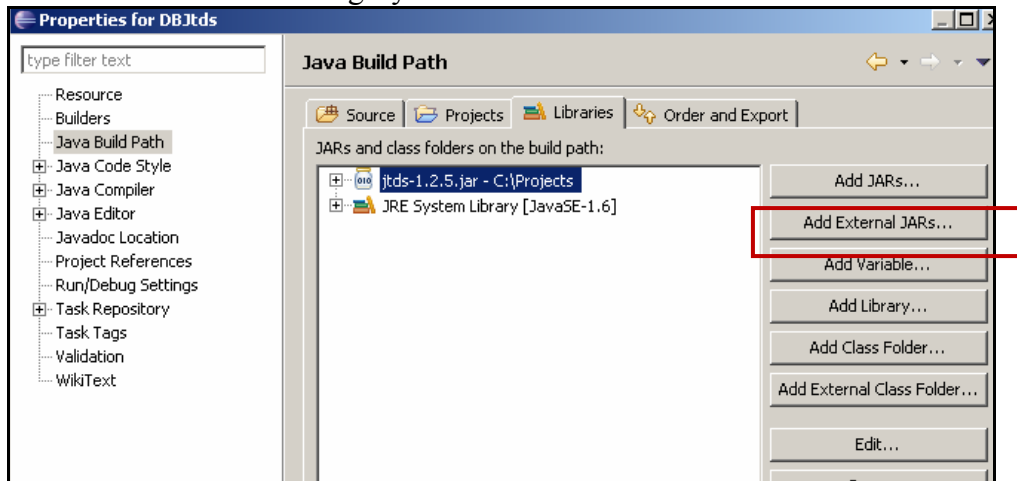 Properties for DBJtds
type filter text
Resource
Builders
Java Build Path
Java Code Style
Java Compiler
Java Editor
Javadoc Location
Project References
Run/Debug Settings
Task Repository
Task Tags
Validation
WikiText
Java Build Path
Source Projects Libraries Order and Export
JARs and class folders on the build path:
jtds-1.2.5.jar - C:\Projects
JRE System Library [JavaSE-1.6]
Add JARs...
Add External JARs...
Add Variable...
Add Library...
Add Class Folder...
Add External Class Folder...
Edit...